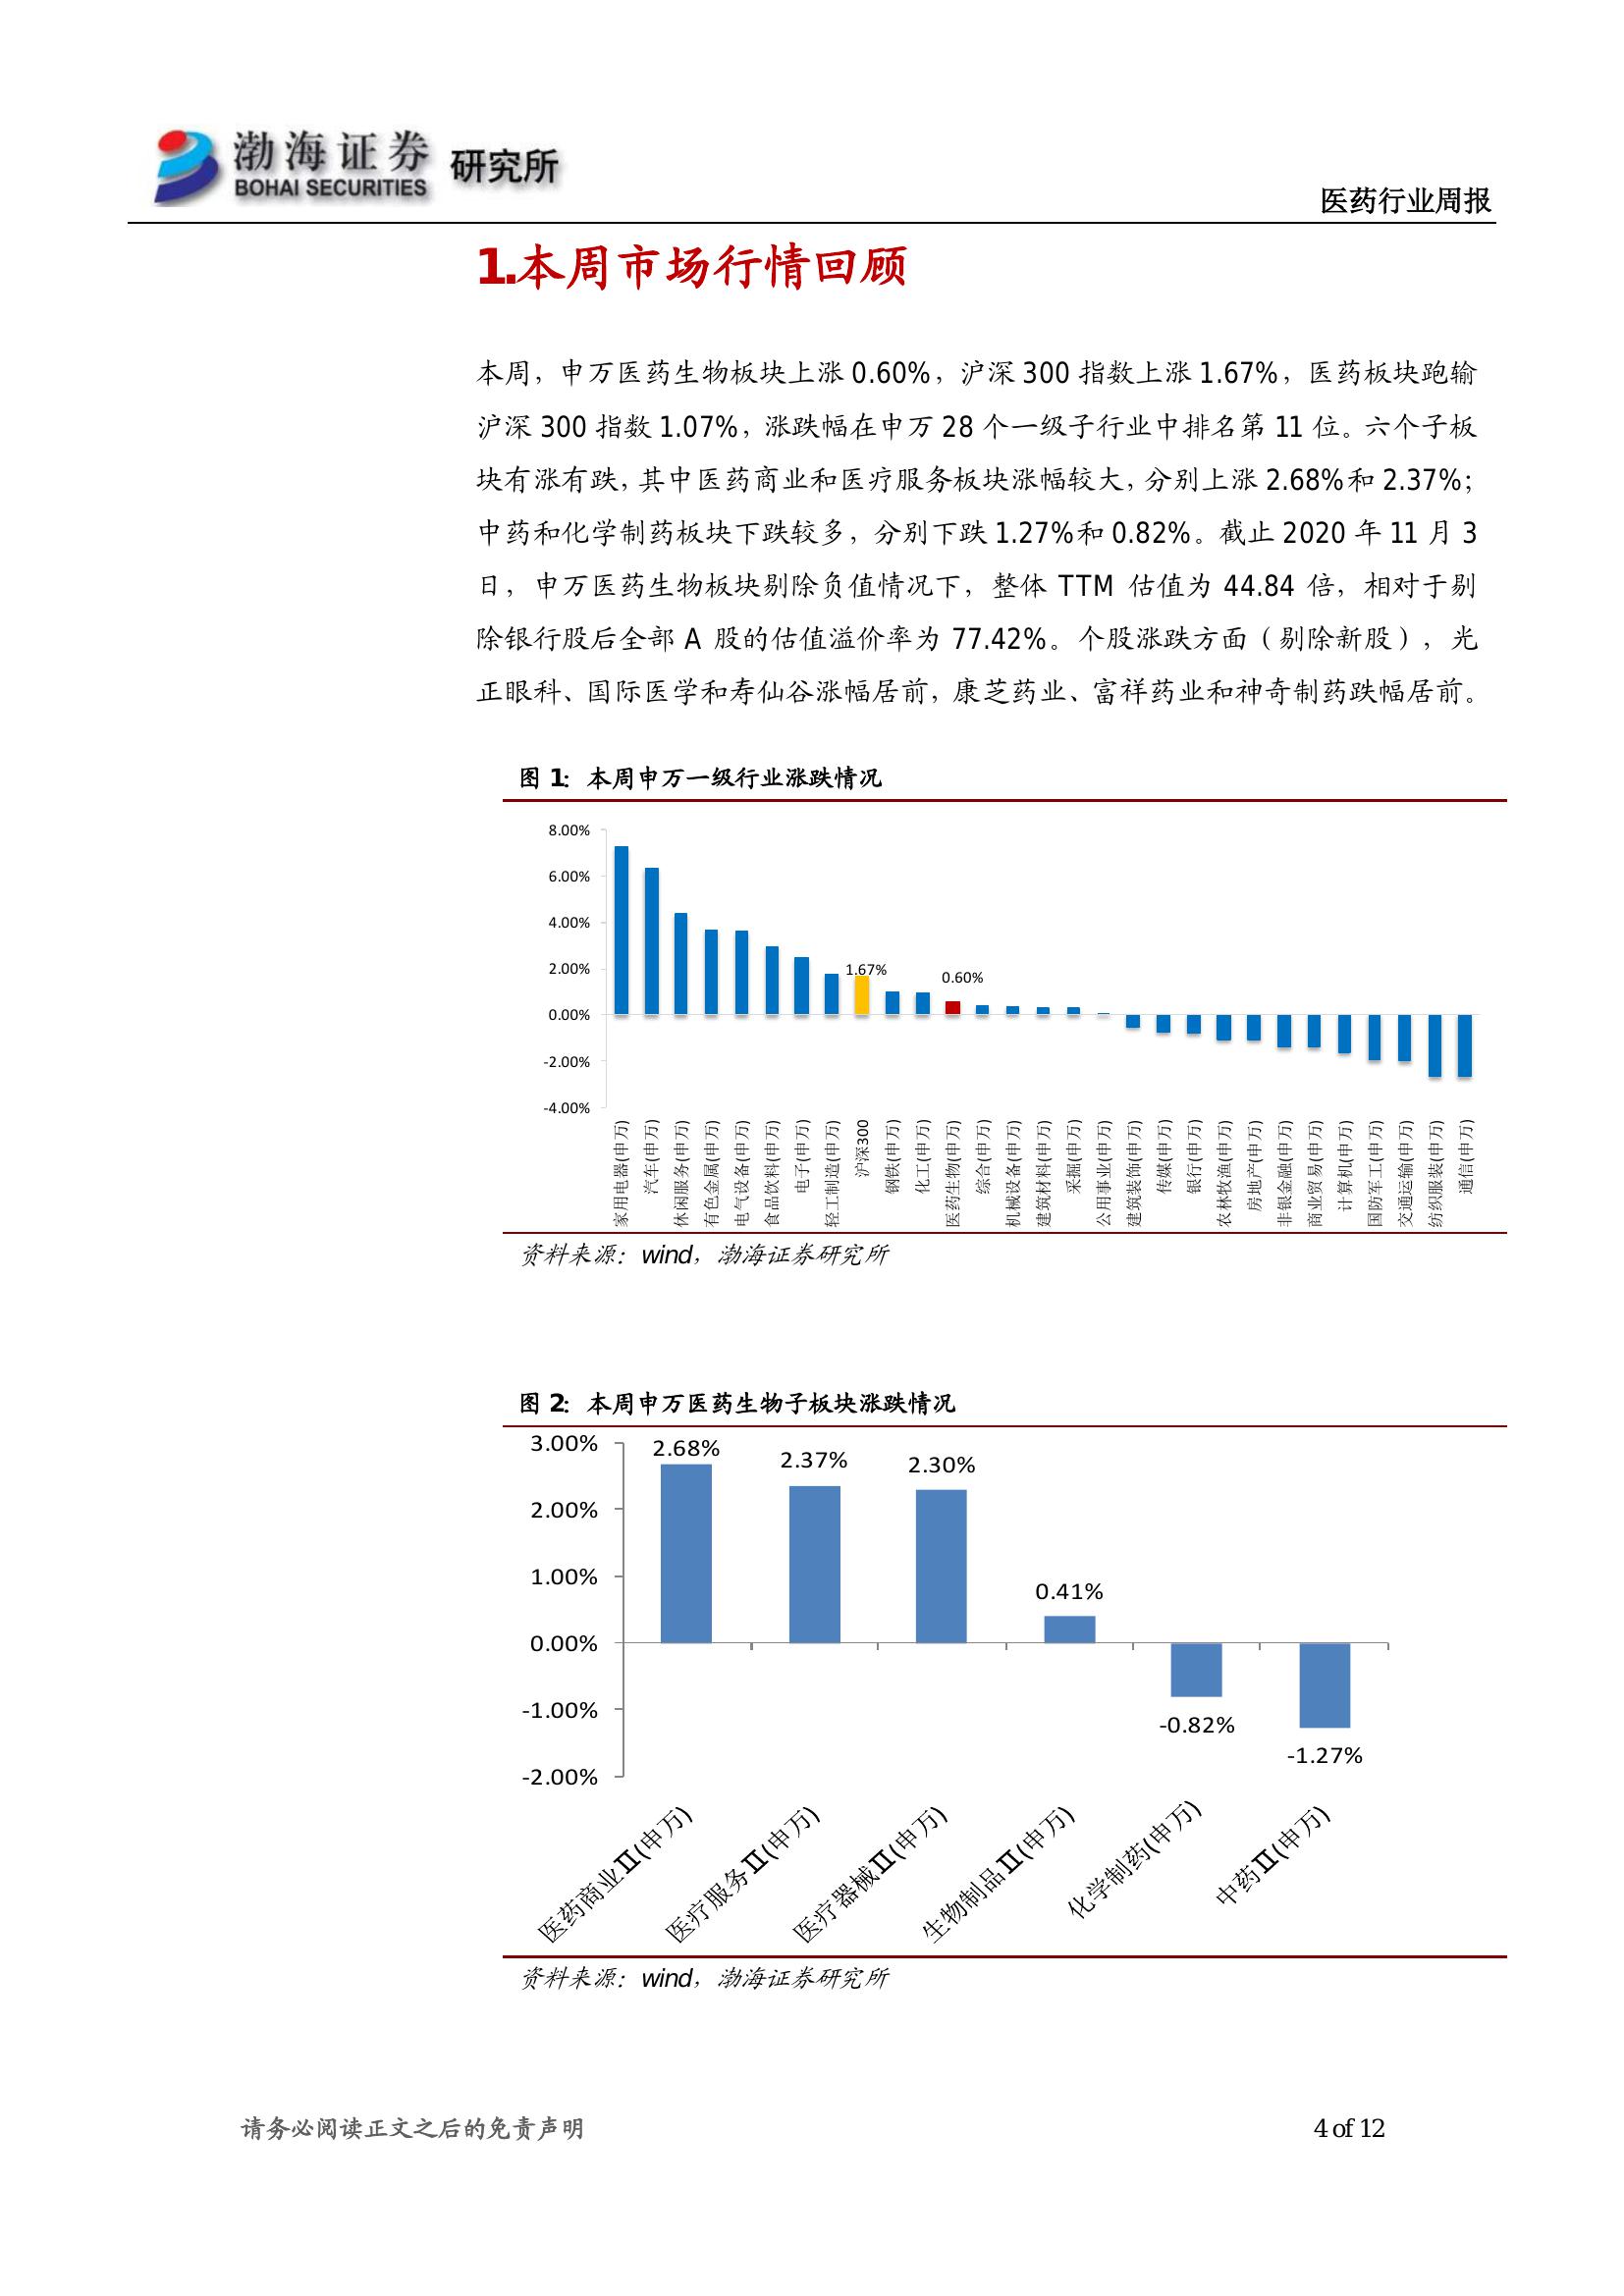 渤海证券
BOHAI SECURITIES
研究所
医药行业周报
1.本周市场行情回顾
本周，申万医药生物板块上涨 0.60%，沪深 300 指数上涨 1.67%，医药板块跑输
沪深 300 指数 1.07%，涨跌幅在申万 28 个一级子行业中排名第 11 位。六个子板
块有涨有跌，其中医药商业和医疗服务板块涨幅较大，分别上涨 2.68%和 2.37%；
中药和化学制药板块下跌较多，分别下跌 1.27%和 0.82%。截止 2020 年 11 月 3
日，申万医药生物板块剔除负值情况下，整体 TTM 估值为 44.84 倍，相对于剔
除银行股后全部 A 股的估值溢价率为 77.42%。个股涨跌方面（剔除新股），光
正眼科、国际医学和寿仙谷涨幅居前，康芝药业、富祥药业和神奇制药跌幅居前。
图 1：本周申万一级行业涨跌情况
8.00%
6.00%
4.00%
2.00%
0.00%
-2.00%
-4.00%
1.67%
0.60%
家用电器(申万)
汽车(申万)
休闲服务(申万)
有色金属(申万)
电气设备(申万)
食品饮料(申万)
电子(申万)
轻工制造(申万)
沪深300
钢铁(申万)
化工(申万)
医药生物(申万)
综合(申万)
机械设备(申万)
建筑材料(申万)
采掘(申万)
公用事业(申万)
建筑装饰(申万)
传媒(申万)
银行(申万)
农林牧渔(申万)
房地产(申万)
非银金融(申万)
商业贸易(申万)
计算机(申万)
国防军工(申万)
交通运输(申万)
纺织服装(申万)
通信(申万)
资料来源：wind，渤海证券研究所
图 2：本周申万医药生物子板块涨跌情况
3.00%
2.00%
1.00%
0.00%
-1.00%
-2.00%
2.68%
2.37%
2.30%
0.41%
-0.82%
-1.27%
医药商业Ⅱ(申万)
医疗服务Ⅱ(申万)
医疗器械Ⅱ(申万)
生物制品Ⅱ(申万)
化学制药(申万)
中药Ⅱ(申万)
资料来源：wind，渤海证券研究所
请务必阅读正文之后的免责声明
4 of 12